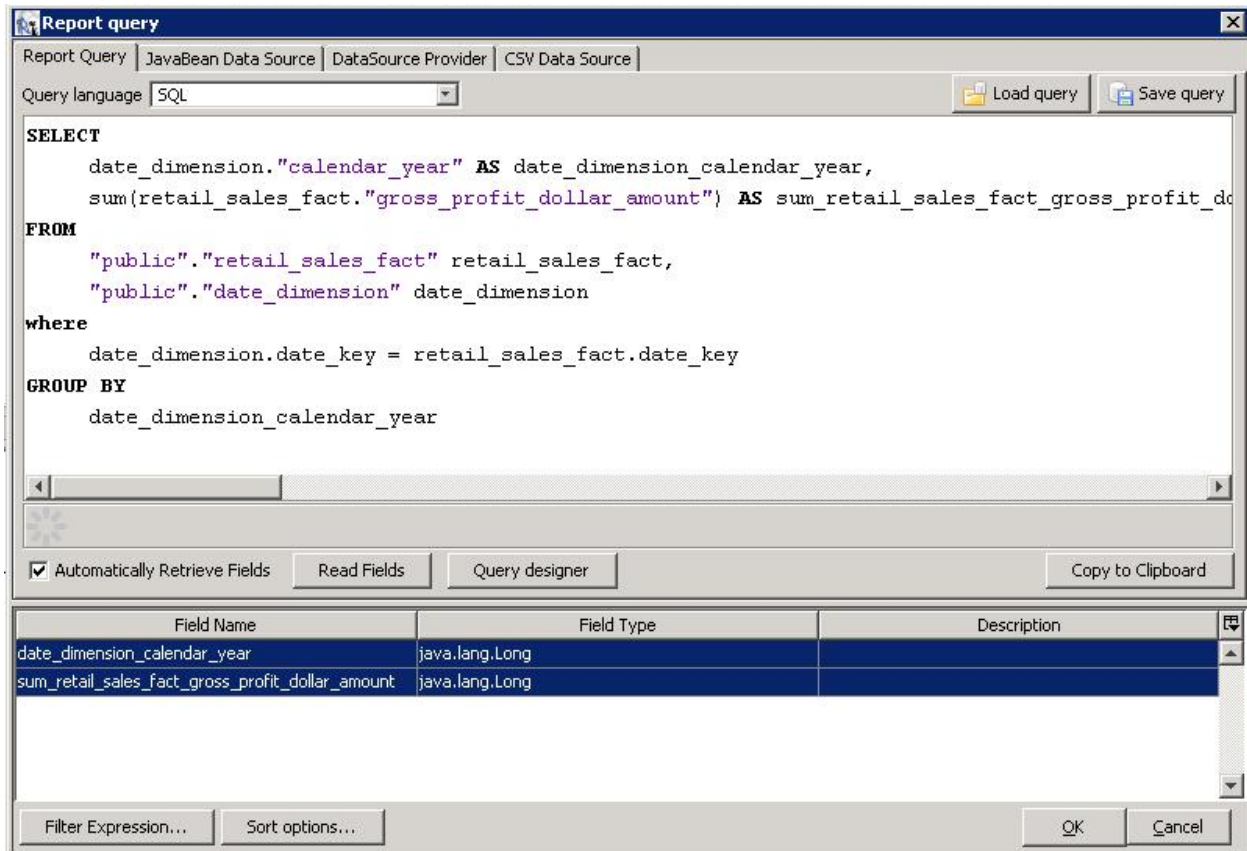 Report query
Report Query JavaBean Data Source DataSource Provider CSV Data Source
Query language SQL Load query Save query
SELECT
date_dimension."calendar_year" AS date_dimension_calendar_year,
sum(retail_sales_fact."gross_profit_dollar_amount") AS sum_retail_sales_fact_gross_profit_do
FROM
"public"."retail_sales_fact" retail_sales_fact,
"public"."date_dimension" date_dimension
where
date_dimension.date_key = retail_sales_fact.date_key
GROUP BY
date_dimension_calendar_year
Automatically Retrieve Fields Read Fields Query designer Copy to Clipboard
Field Name Field Type Description
date_dimension_calendar_year java.lang.Long
sum_retail_sales_fact_gross_profit_dollar_amount java.lang.Long
Filter Expression... Sort options... OK Cancel